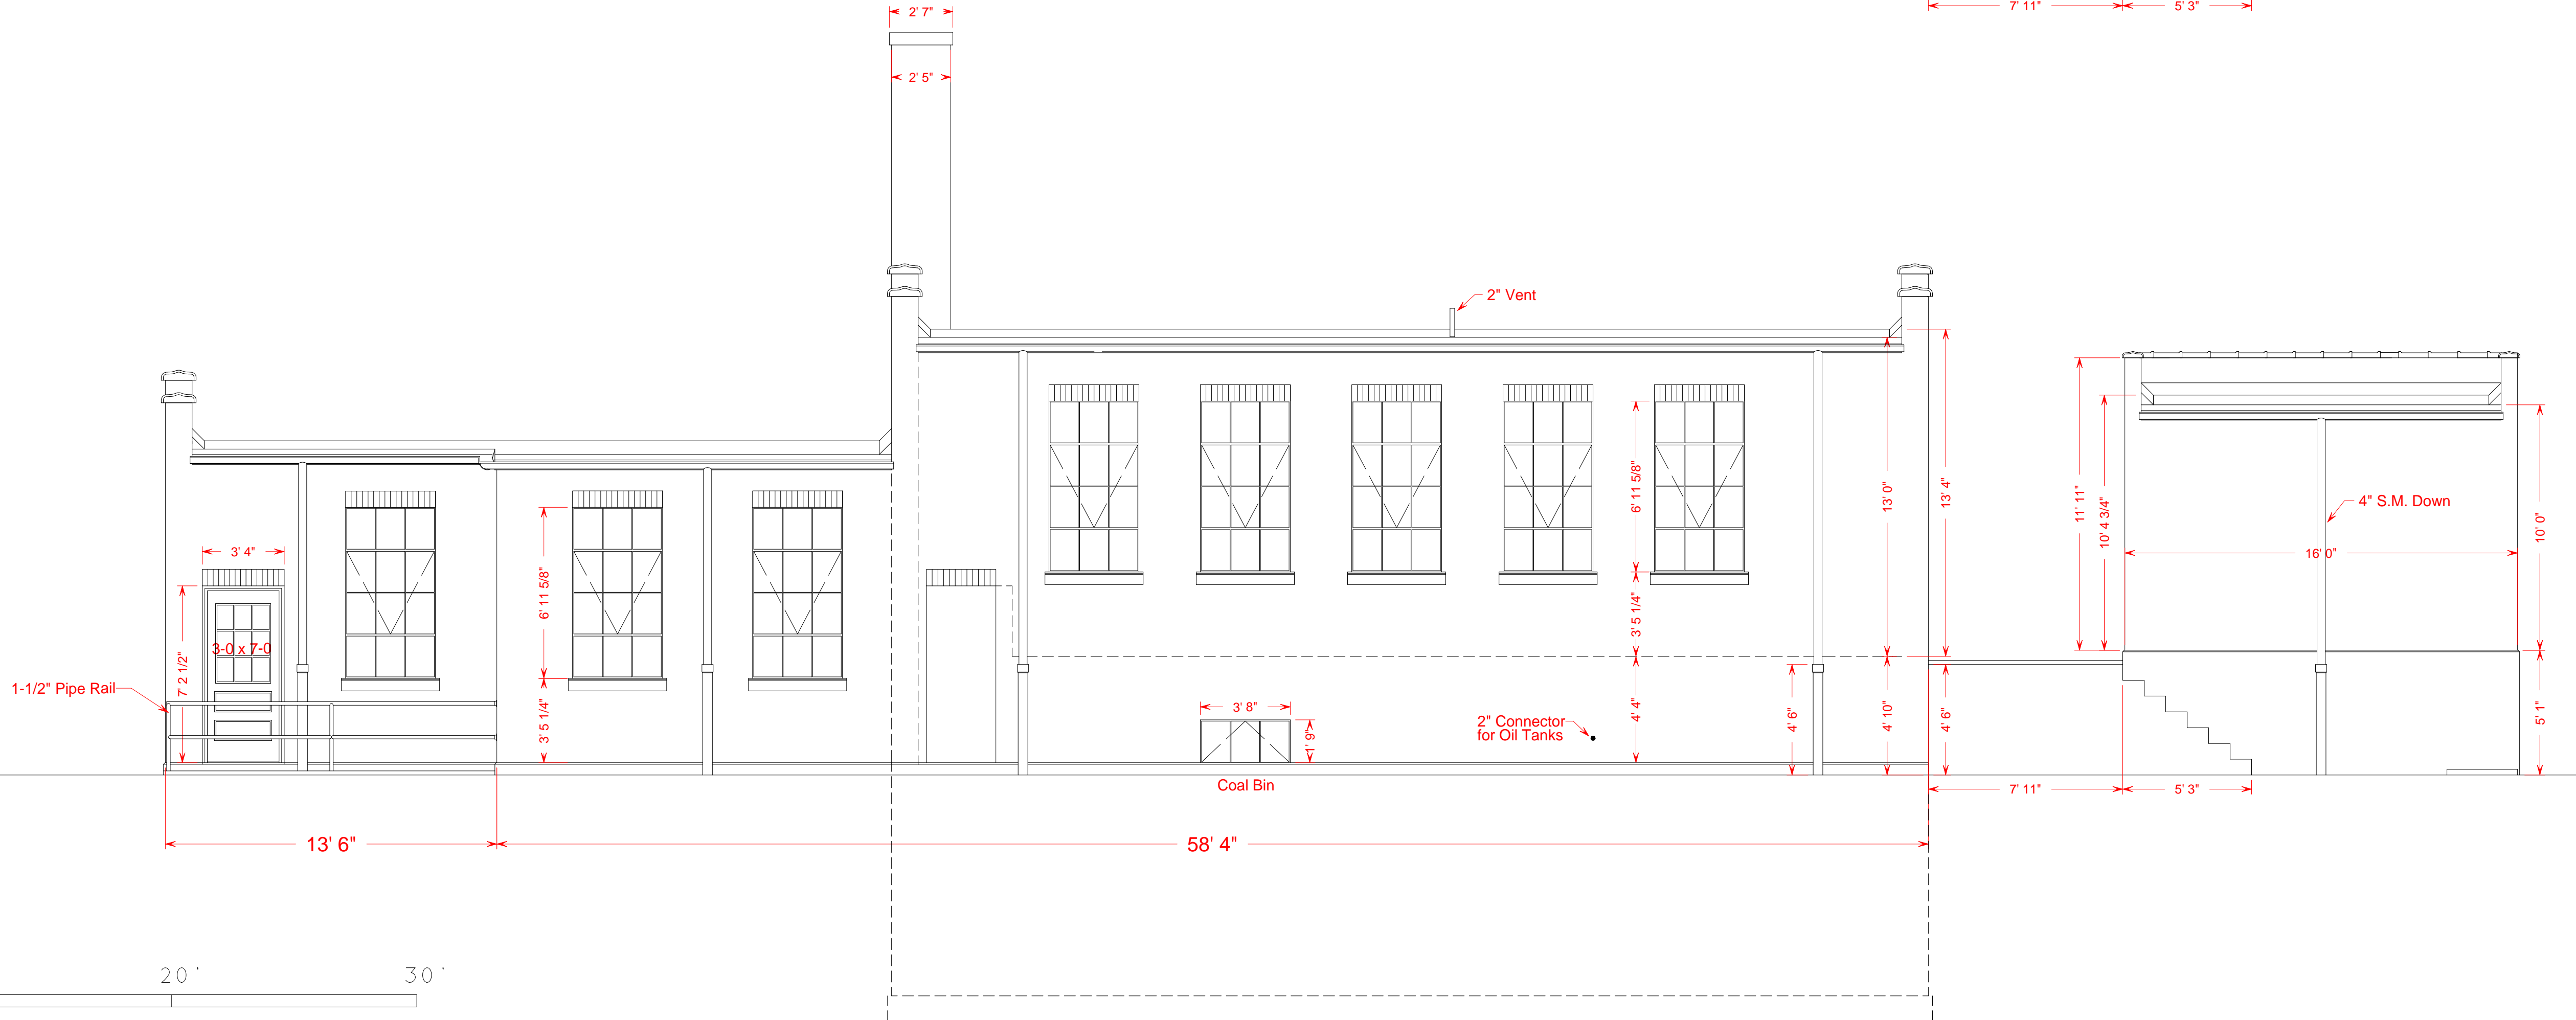 2' 7"
7' 11"
5' 3"
2' 5"
2" Vent
13' 0"
13' 4"
6' 11 5/8"
3' 5 1/4"
4' 4"
4' 6"
4' 10"
4' 6"
11' 11"
10' 4 3/4"
16' 0"
4" S.M. Down
10' 0"
5' 1"
3' 4"
3-0 x 7-0
7' 2 1/2"
1-1/2" Pipe Rail
6' 11 5/8"
3' 5 1/4"
3' 8"
1' 9"
2" Connector
for Oil Tanks
Coal Bin
7' 11"
5' 3"
13' 6"
58' 4"
20'
30'